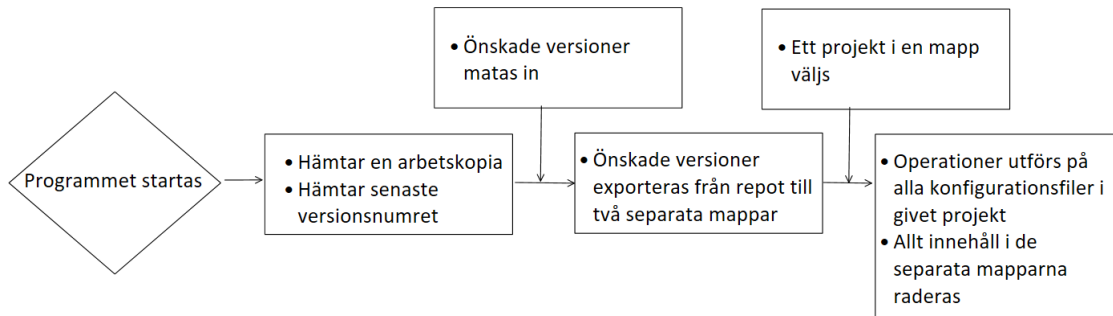 Programmet startas
• Hämtar en arbetskopia
• Hämtar senaste
versionsnumret
• Önskade versioner
matas in
• Önskade versioner
exporteras från repot till
två separata mappar
• Ett projekt i en mapp
väljs
• Operationer utförs på
alla konfigurationsfiler i
givet projekt
• Allt innehåll i de
separata mapparna
raderas